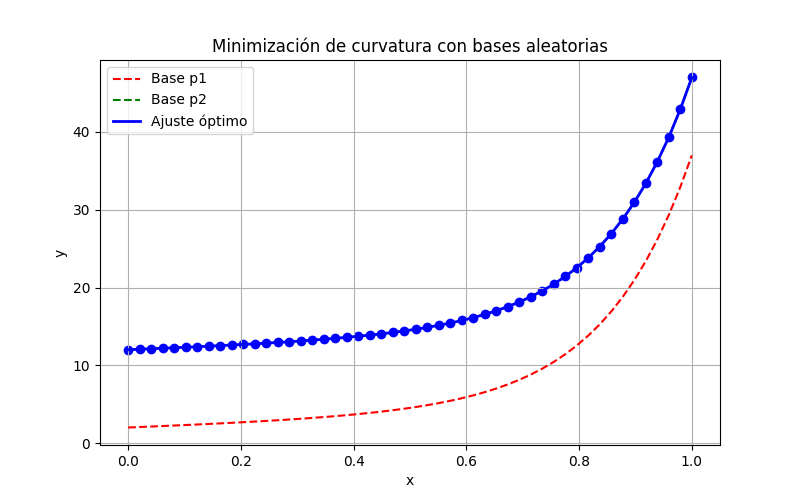 Minimización de curvatura con bases aleatorias
Base p1
Base p2
Ajuste óptimo
40
30
20
10
0
y
0.0 0.2 0.4 0.6 0.8 1.0
x